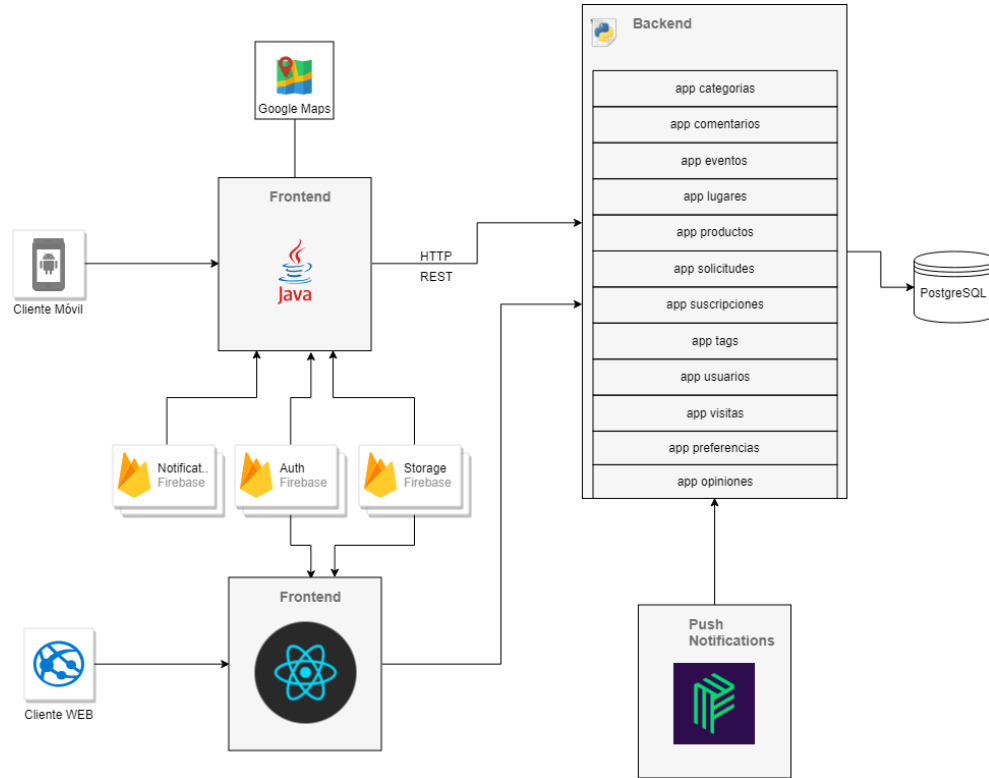 Backend
app categorias
app comentarios
app eventos
app lugares
app productos
app solicitudes
app suscripciones
app tags
app usuarios
app visitas
app preferencias
app opiniones
Google Maps
Frontend
Java
HTTP
REST
Cliente Móvil
PostgreSQL
Notificat..
Firebase
Auth
Firebase
Storage
Firebase
Frontend
Cliente WEB
Push
Notifications